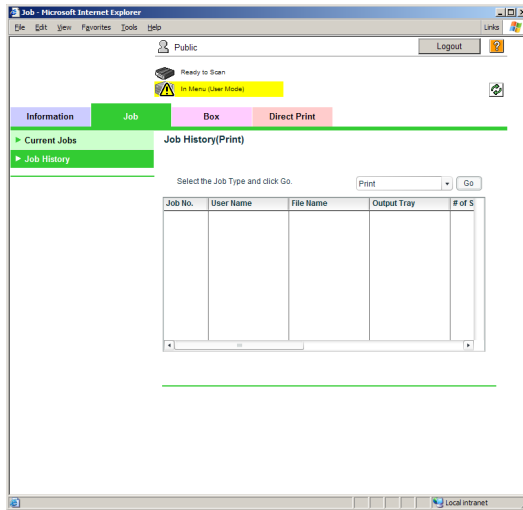 Job - Microsoft Internet Explorer
File Edit View Favorites Tools Help Links
Public Logout ?
Ready to Scan
In Menu (User Mode)
Information Job Box Direct Print
Current Jobs
Job History
Job History(Print)
Select the Job Type and click Go. Print Go
Job No. User Name File Name Output Tray # of S
Local intranet